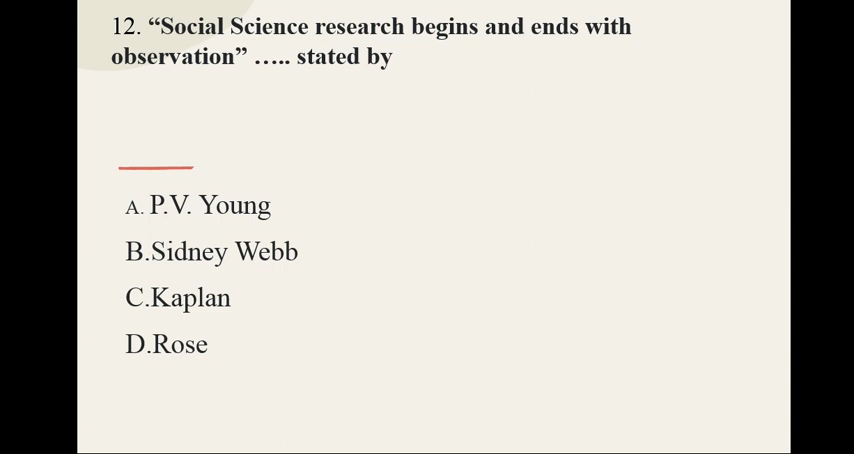 12. “Social Science research begins and ends with
observation” ….. stated by
A. P.V. Young
B.Sidney Webb
C.Kaplan
D.Rose